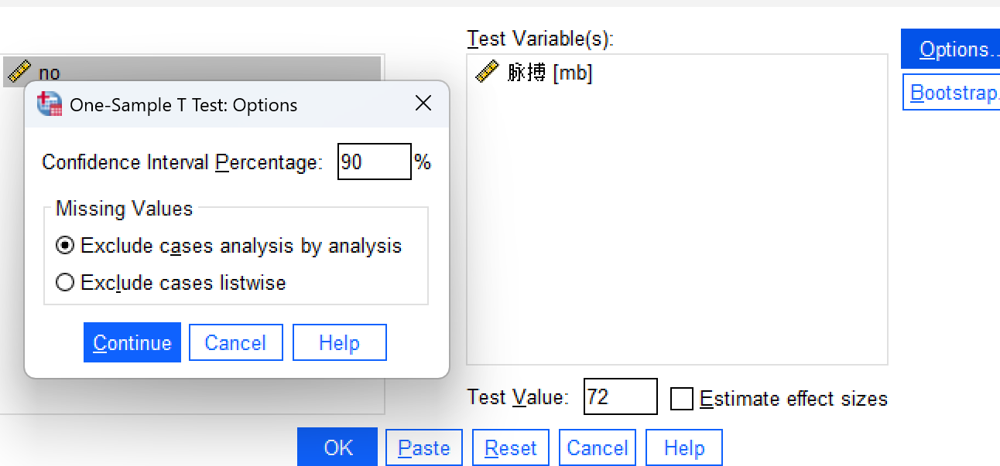 Test Variable(s):
no
脉搏 [mb]
Options..
Bootstrap.
One-Sample T Test: Options
Confidence Interval Percentage: 90 %
Missing Values
Exclude cases analysis by analysis
Exclude cases listwise
Continue Cancel Help
Test Value: 72 Estimate effect sizes
OK Paste Reset Cancel Help